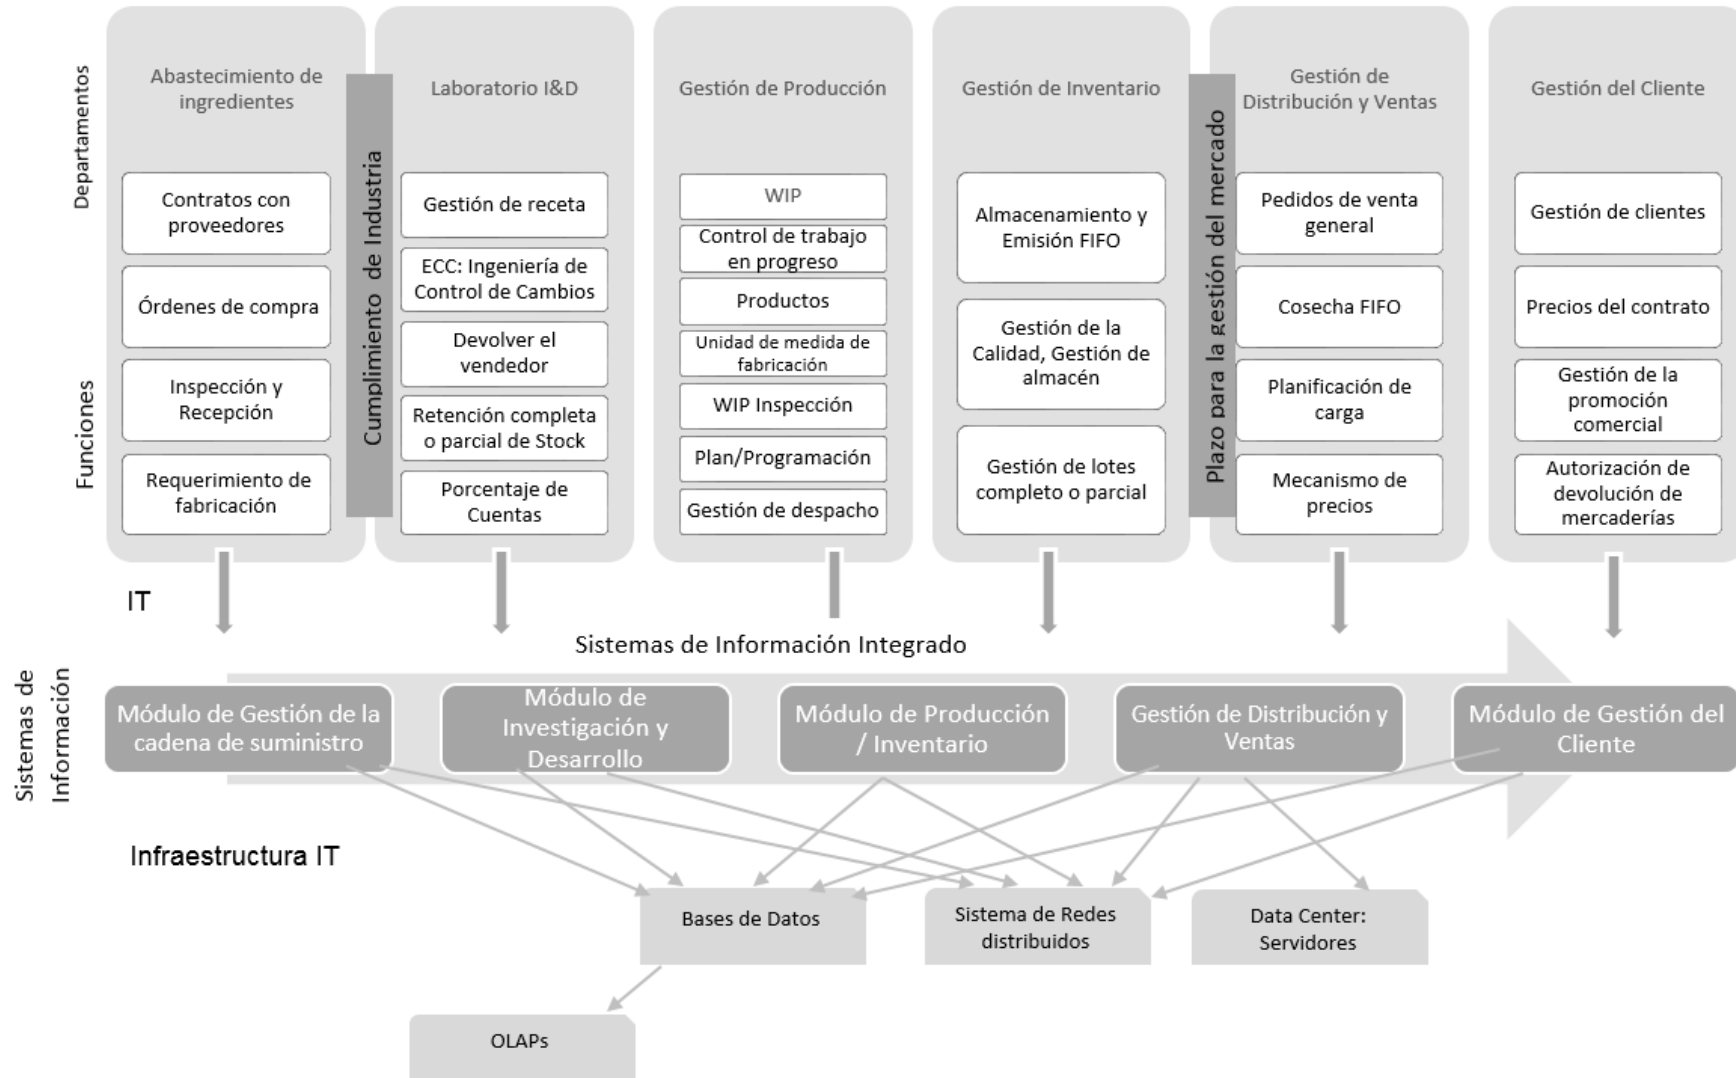 Departamentos
Funciones
Abastecimiento de
ingredientes
Contratos con
proveedores
Órdenes de compra
Inspección y
Recepción
Requerimiento de
fabricación
Cumplimiento de Industria
Laboratorio I&D
Gestión de receta
ECC: Ingeniería de
Control de Cambios
Devolver el
vendedor
Retención completa
o parcial de Stock
Porcentaje de
Cuentas
Gestión de Producción
WIP
Control de trabajo
en progreso
Productos
Unidad de medida de
fabricación
WIP Inspección
Plan/Programación
Gestión de despacho
Gestión de Inventario
Almacenamiento y
Emisión FIFO
Gestión de la
Calidad, Gestión de
almacén
Gestión de lotes
completo o parcial
Plazo para la gestión del mercado
Gestión de
Distribución y Ventas
Pedidos de venta
general
Cosecha FIFO
Planificación de
carga
Mecanismo de
precios
Gestión del Cliente
Gestión de clientes
Precios del contrato
Gestión de la
promoción
comercial
Autorización de
devolución de
mercaderías
IT
Sistemas de Información Integrado
Sistemas de
Información
Módulo de Gestión de la
cadena de suministro
Módulo de
Investigación y
Desarrollo
Módulo de Producción
/ Inventario
Gestión de Distribución y
Ventas
Módulo de Gestión del
Cliente
Infraestructura IT
Bases de Datos
Sistema de Redes
distribuidos
Data Center:
Servidores
OLAPs